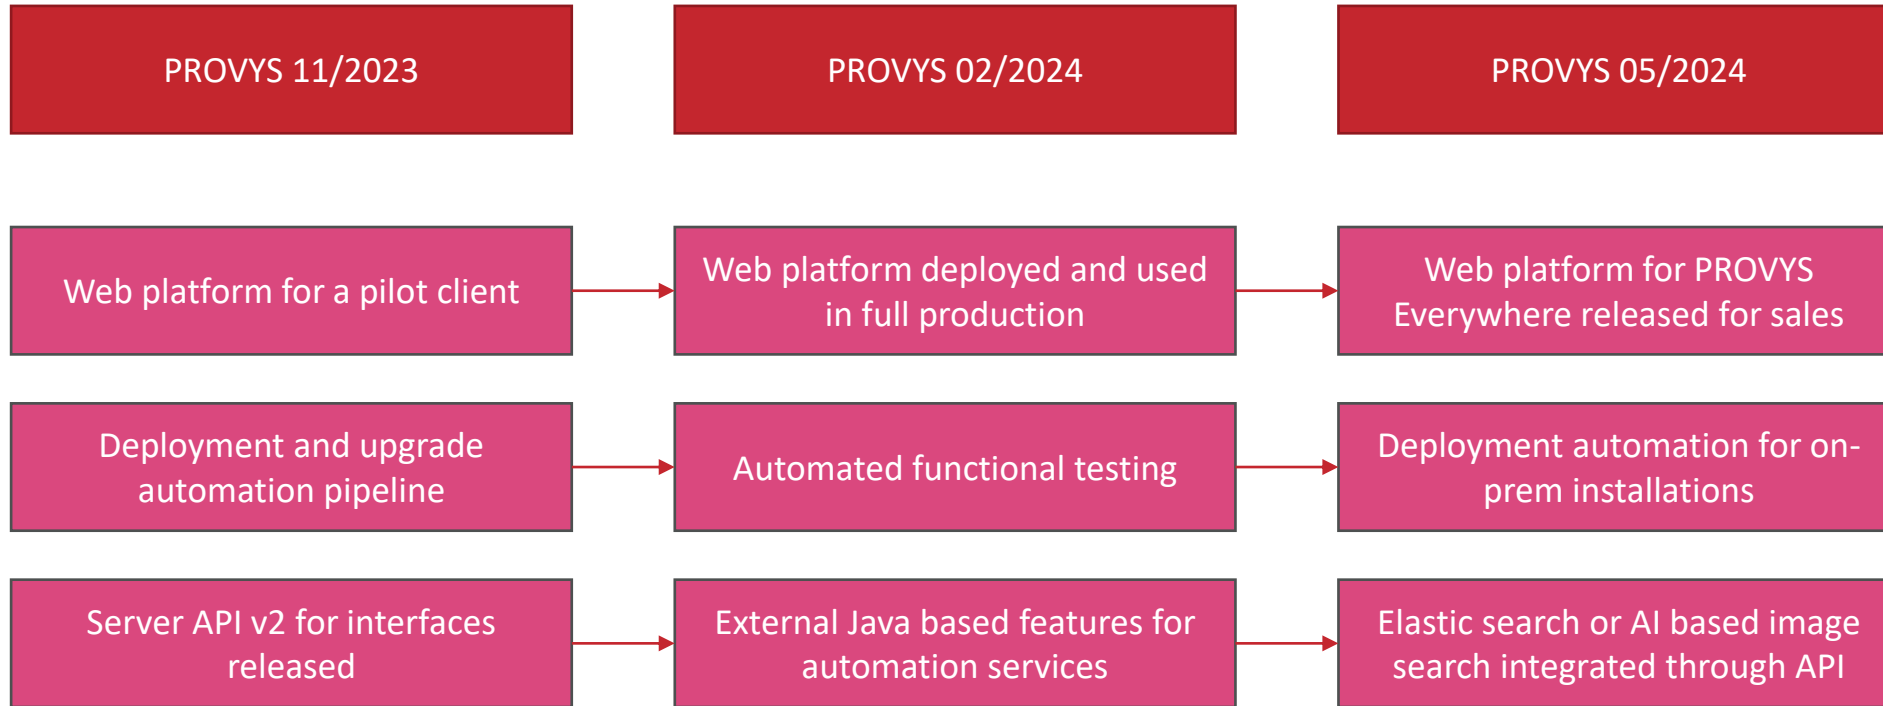 PROVYS 11/2023
PROVYS 02/2024
PROVYS 05/2024
Web platform for a pilot client
Web platform deployed and used
in full production
Web platform for PROVYS
Everywhere released for sales
Deployment and upgrade
automation pipeline
Automated functional testing
Deployment automation for on-
prem installations
Server API v2 for interfaces
released
External Java based features for
automation services
Elastic search or AI based image
search integrated through API